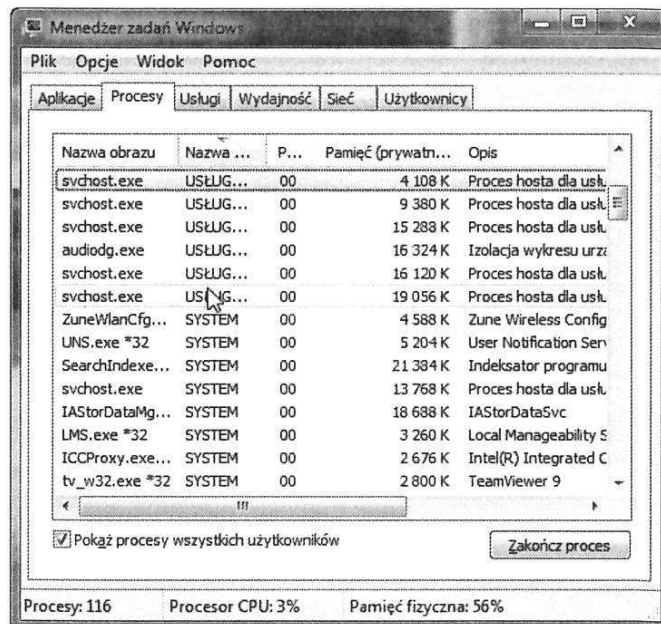 Menedżer zadań Windows
Plik Opcje Widok Pomoc
Aplikacje Procesy Usługi Wydajność Sieć Użytkownicy
Nazwa obrazu Nazwa ... P... Pamięć (prywatn... Opis
svchost.exe USŁUG... 00 4 108 K Proces hosta dla usłu
svchost.exe USŁUG... 00 9 380 K Proces hosta dla usłu
svchost.exe USŁUG... 00 15 288 K Proces hosta dla usłu
audiodg.exe USŁUG... 00 16 324 K Izolacja wykresu urzą
svchost.exe USŁUG... 00 16 120 K Proces hosta dla usłu
svchost.exe USŁUG... 00 19 056 K Proces hosta dla usłu
ZuneWlanCfg... SYSTEM 00 4 588 K Zune Wireless Config
UNS.exe *32 SYSTEM 00 5 204 K User Notification Serv
SearchIndexe... SYSTEM 00 21 384 K Indeksator programu
svchost.exe SYSTEM 00 13 768 K Proces hosta dla usłu
IAStorDataMg... SYSTEM 00 18 688 K IAStorDataSvc
LMS.exe *32 SYSTEM 00 3 260 K Local Manageability S
ICCProxy.exe... SYSTEM 00 2 676 K Intel(R) Integrated C
tv_w32.exe *32 SYSTEM 00 2 800 K TeamViewer 9
Pokaż procesy wszystkich użytkowników
Zakończ proces
Procesy: 116 Procesor CPU: 3% Pamięć fizyczna: 56%